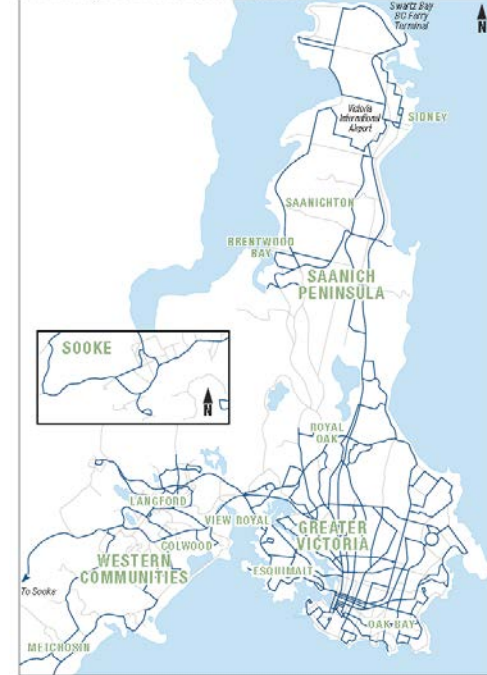 Swartz Bay
BC Ferry
Terminal
N
Victoria
International
Airport
SIDNEY
SAANICHTON
BRENTWOOD
BAY
SAANICH
PENINSULA
SOOKE
N
ROYAL
OAK
LANGFORD
VIEW ROYAL
GREATER
VICTORIA
COLWOOD
WESTERN
COMMUNITIES
ESQUIMALT
To Sooke
OAK BAY
METCHOSIN